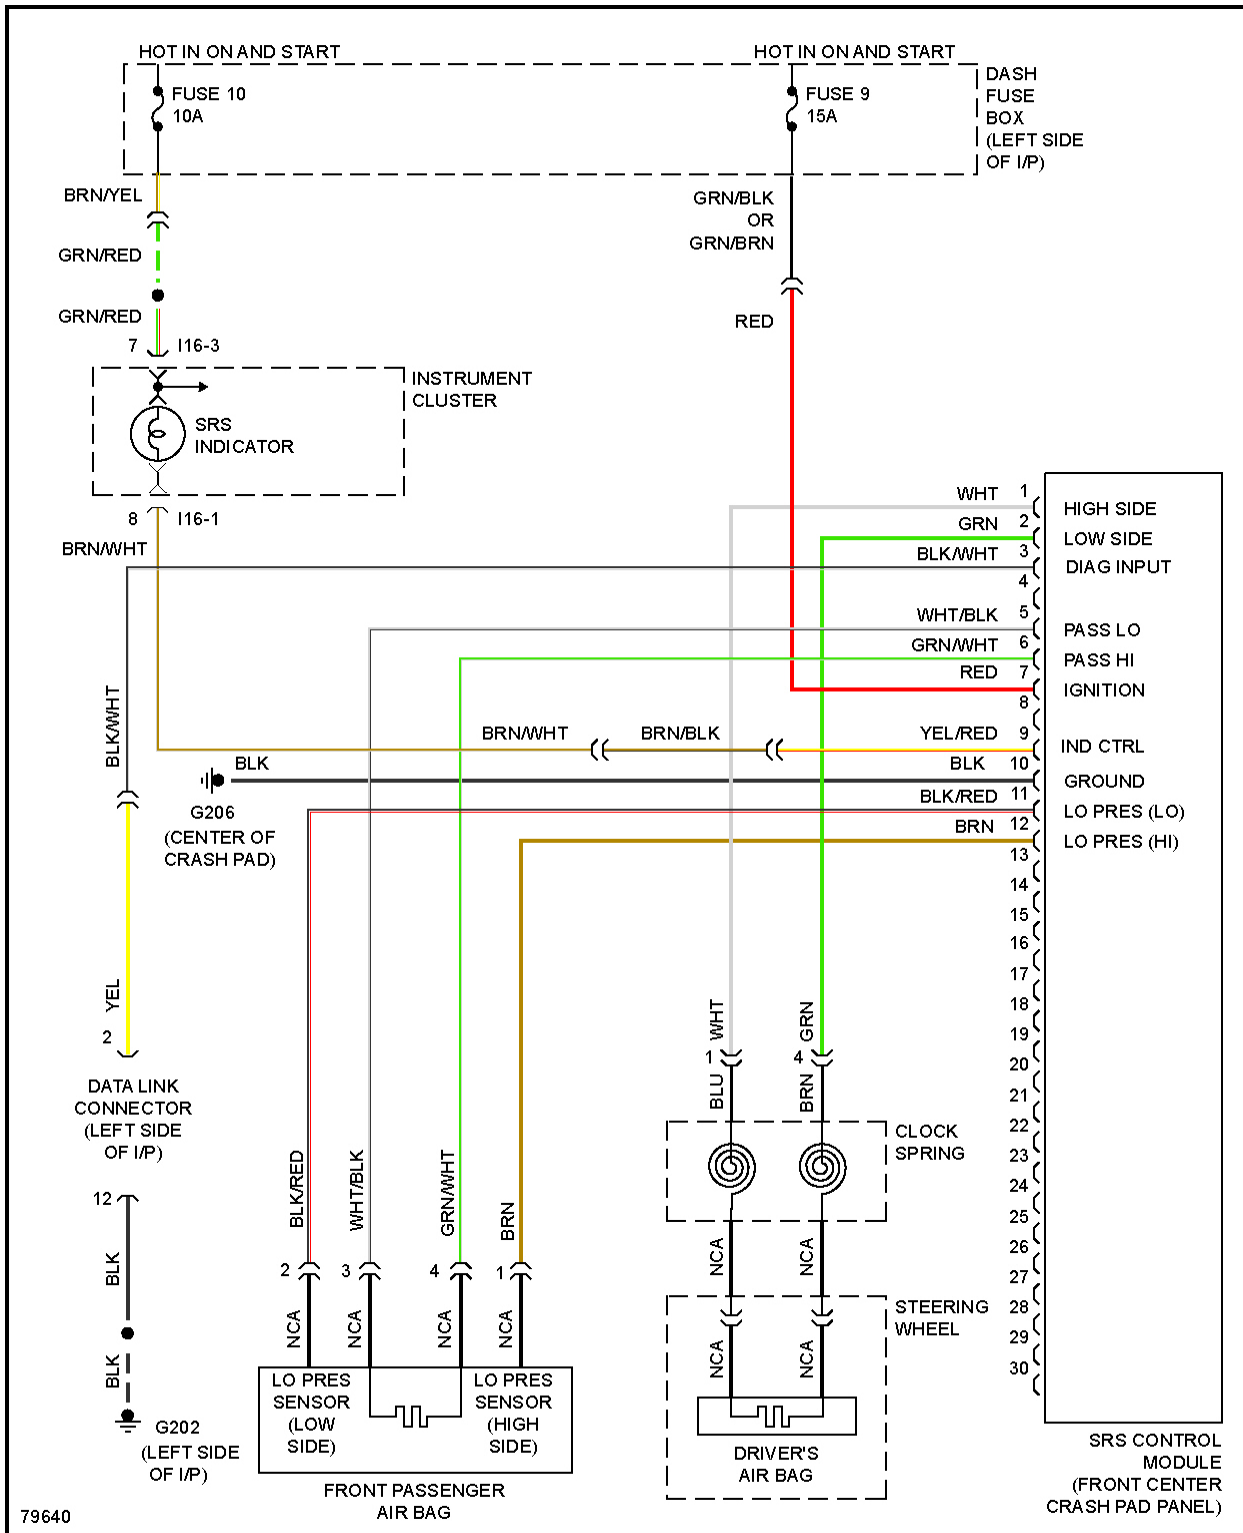 HOT IN ON AND START
HOT IN ON AND START
FUSE 10
10A
FUSE 9
15A
DASH
FUSE
BOX
(LEFT SIDE
OF I/P)
BRN/YEL
GRN/RED
GRN/RED
7
I16-3
GRN/BLK
OR
GRN/BRN
RED
INSTRUMENT
CLUSTER
SRS
INDICATOR
8
I16-1
BRN/WHT
WHT
1
HIGH SIDE
GRN
2
LOW SIDE
BLK/WHT
3
DIAG INPUT
4
WHT/BLK
5
PASS LO
GRN/WHT
6
PASS HI
RED
7
IGNITION
8
BRN/WHT
BRN/BLK
YEL/RED
9
IND CTRL
BLK
BLK
10
GROUND
BLK/RED
11
LO PRES (LO)
BRN
12
LO PRES (HI)
13
14
15
16
17
18
19
20
21
22
23
24
25
26
27
28
29
30
G206
(CENTER OF
CRASH PAD)
BLK/WHT
YEL
2
DATA LINK
CONNECTOR
(LEFT SIDE
OF I/P)
12
BLK
BLK
G202
(LEFT SIDE
OF I/P)
BLK/RED
WHT/BLK
GRN/WHT
BRN
2
3
4
1
NCA
NCA
NCA
NCA
LO PRES
SENSOR
(LOW
SIDE)
LO PRES
SENSOR
(HIGH
SIDE)
FRONT PASSENGER
AIR BAG
WHT
GRN
1
4
BLU
BRN
CLOCK
SPRING
NCA
NCA
STEERING
WHEEL
NCA
NCA
DRIVER'S
AIR BAG
SRS CONTROL
MODULE
(FRONT CENTER
CRASH PAD PANEL)
79640